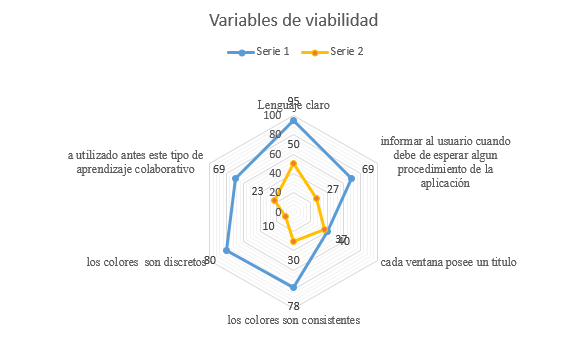 Variables de viabilidad
Serie 1 Serie 2
95
Lenguaje claro
100
80
60
40
20
0
50
27
37
30
10
23
informar al usuario cuando
debe de esperar algun
procedimiento de la
aplicación
69
cada ventana posee un titulo
40
los colores son consistentes
78
los colores son discretos
80
a utilizado antes este tipo de
aprendizaje colaborativo
69